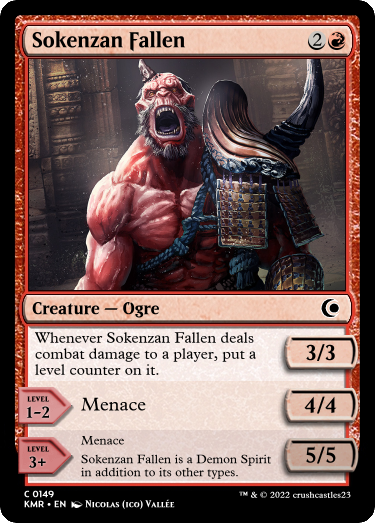 Sokenzan Fallen 2
Creature — Ogre
Whenever Sokenzan Fallen deals
combat damage to a player, put a
level counter on it.
3/3
LEVEL
1-2
Menace
4/4
LEVEL
3+
Menace
Sokenzan Fallen is a Demon Spirit
in addition to its other types.
5/5
C 0149
KMR • EN Nicolas (ico) Vallée
™ & © 2022 crushcastles23